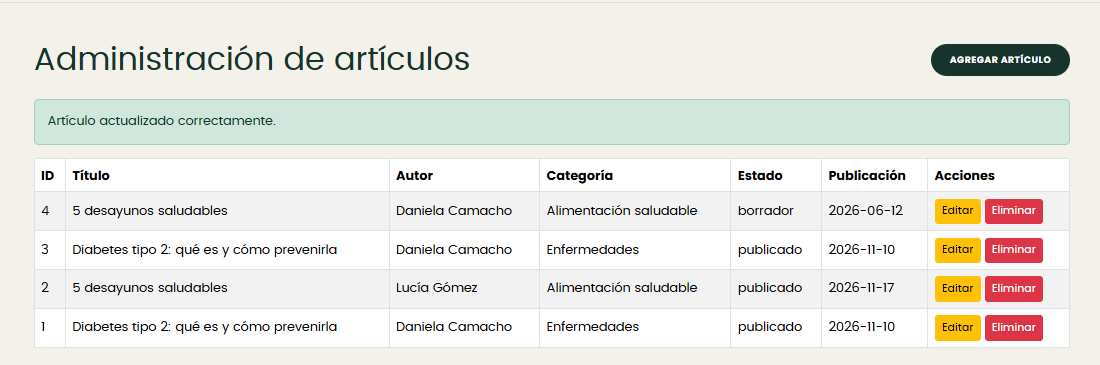 Administración de artículos
AGREGAR ARTÍCULO
Artículo actualizado correctamente.
ID Título Autor Categoría Estado Publicación Acciones
4 5 desayunos saludables Daniela Camacho Alimentación saludable borrador 2026-06-12 Editar Eliminar
3 Diabetes tipo 2: qué es y cómo prevenirla Daniela Camacho Enfermedades publicado 2026-11-10 Editar Eliminar
2 5 desayunos saludables Lucía Gómez Alimentación saludable publicado 2026-11-17 Editar Eliminar
1 Diabetes tipo 2: qué es y cómo prevenirla Daniela Camacho Enfermedades publicado 2026-11-10 Editar Eliminar